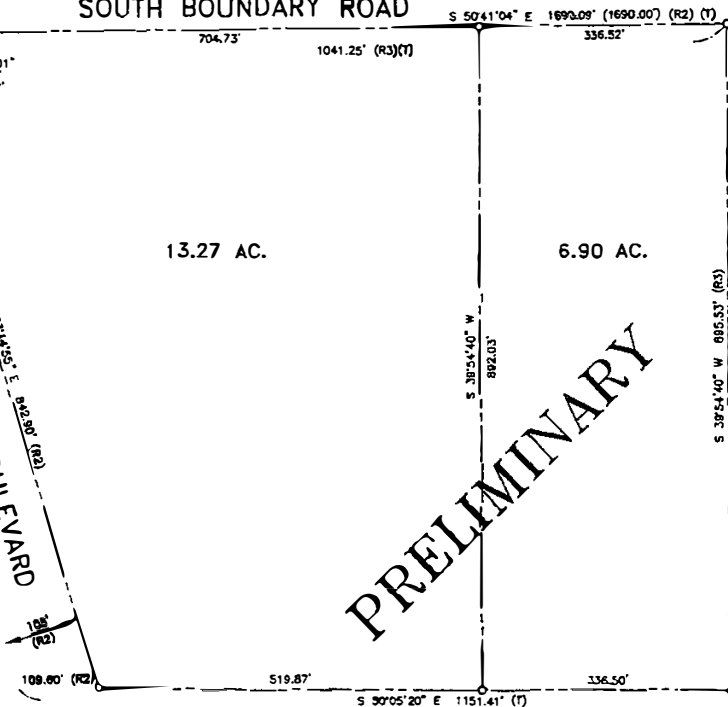 SOUTH BOUNDARY ROAD
S 50°41'04" E 1690.09' (1690.00') (R2) (T)
704.73'
336.52'
1041.25' (R3)(T)
13.27 AC.
6.90 AC.
S 39°54'40" W
892.03'
S 39°54'40" W 895.53' (R3)
842.90' (R2)
PRELIMINARY
105'
(R2)
109.60' (R2)
519.87'
336.50'
S 50°05'20" E 1151.41' (T)